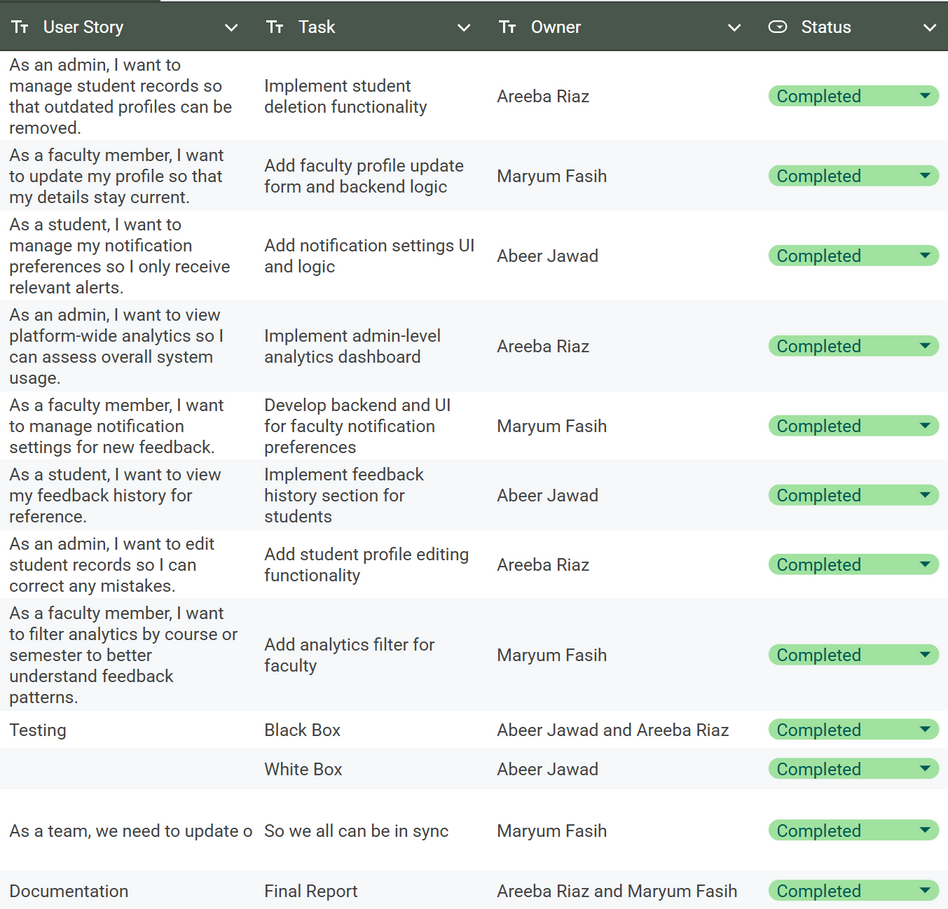 User Story Task Owner Status
As an admin, I want to
manage student records so
that outdated profiles can be
removed.
Implement student
deletion functionality
Areeba Riaz
Completed
As a faculty member, I want
to update my profile so that
my details stay current.
Add faculty profile update
form and backend logic
Maryum Fasih
Completed
As a student, I want to
manage my notification
preferences so I only receive
relevant alerts.
Add notification settings UI
and logic
Abeer Jawad
Completed
As an admin, I want to view
platform-wide analytics so I
can assess overall system
usage.
Implement admin-level
analytics dashboard
Areeba Riaz
Completed
As a faculty member, I want
to manage notification
settings for new feedback.
Develop backend and UI
for faculty notification
preferences
Maryum Fasih
Completed
As a student, I want to view
my feedback history for
reference.
Implement feedback
history section for
students
Abeer Jawad
Completed
As an admin, I want to edit
student records so I can
correct any mistakes.
Add student profile editing
functionality
Areeba Riaz
Completed
As a faculty member, I want
to filter analytics by course or
semester to better
understand feedback
patterns.
Add analytics filter for
faculty
Maryum Fasih
Completed
Testing
Black Box
Abeer Jawad and Areeba Riaz
Completed
White Box
Abeer Jawad
Completed
As a team, we need to update o
So we all can be in sync
Maryum Fasih
Completed
Documentation
Final Report
Areeba Riaz and Maryum Fasih
Completed